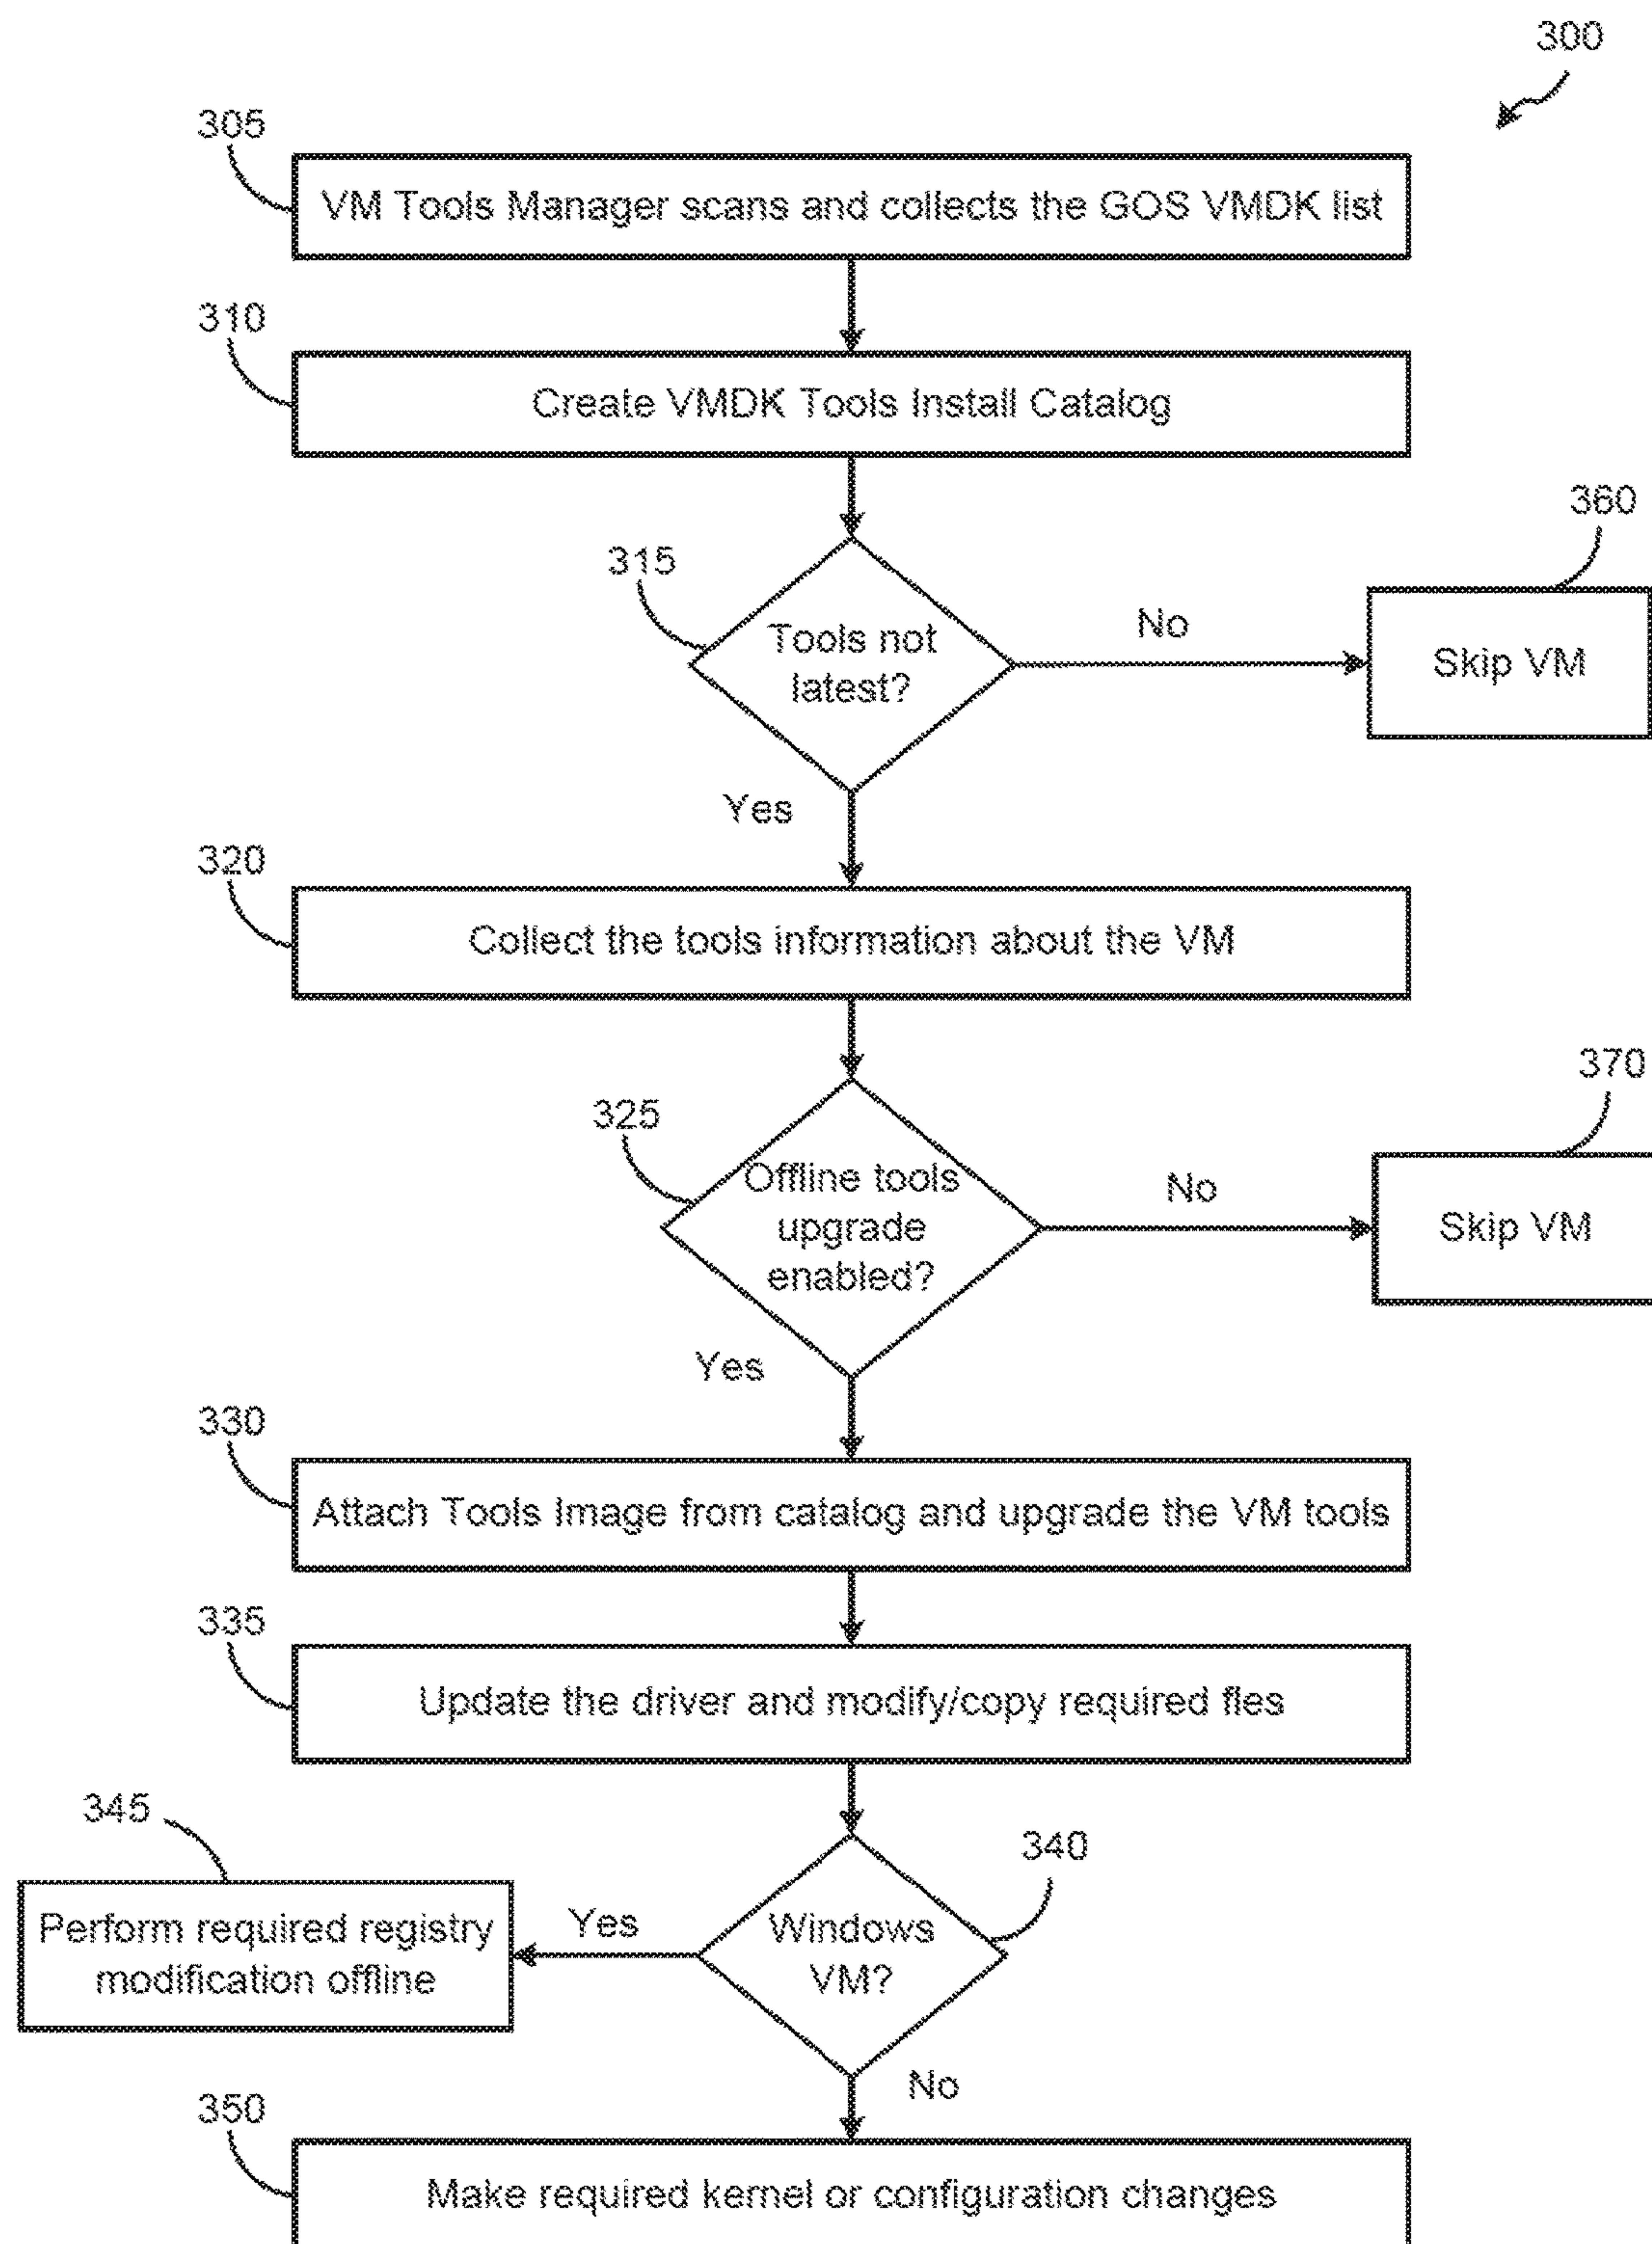 300
305
VM Tools Manager scans and collects the GOS VMDK list
310
Create VMDK Tools Install Catalog
360
315
Tools not
latest?
No
Skip VM
Yes
320
Collect the tools information about the VM
370
325
Offline tools
upgrade
enabled?
No
Skip VM
Yes
330
Attach Tools Image from catalog and upgrade the VM tools
335
Update the driver and modify/copy required fles
345
340
Perform required registry
modification offline
Yes
Windows
VM?
No
350
Make required kernel or configuration changes